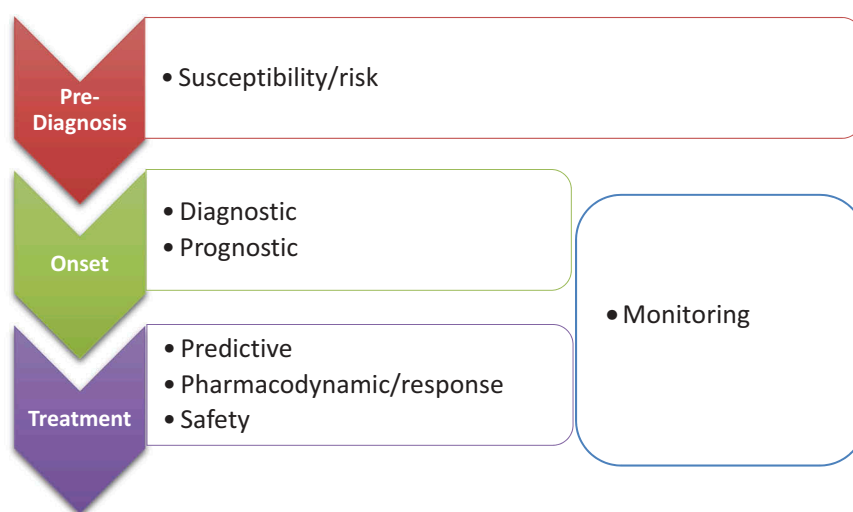 Pre-
Diagnosis
• Susceptibility/risk
Onset
• Diagnostic
• Prognostic
• Monitoring
Treatment
• Predictive
• Pharmacodynamic/response
• Safety